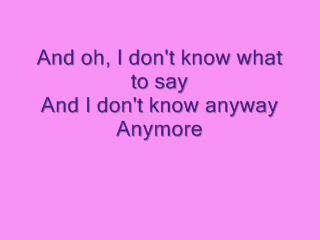 And oh, I don't know what
to say
And I don't know anyway
Anymore